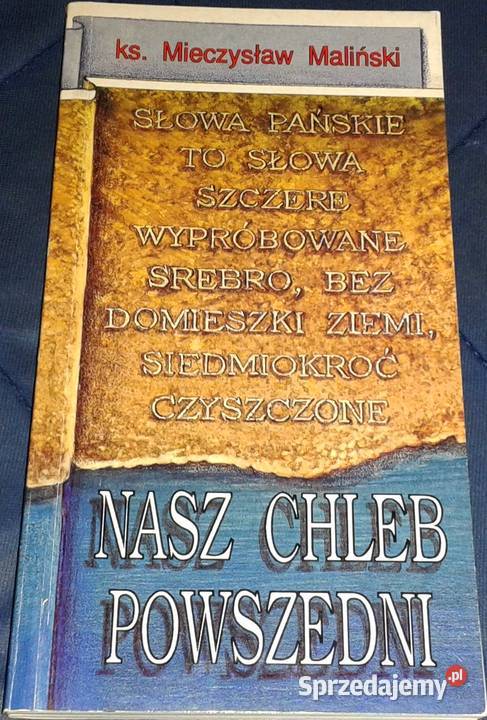 ks. Mieczysław Maliński
SŁOWA PAŃSKIE
TO SŁOWA
SZCZERE
WYPRÓBOWANE
SREBRO, BEZ
DOMIESZKI ZIEMI,
SIEDMIOKROĆ
CZYSZCZONE
NASZ CHLEB
POWSZEDNI
Sprzedajemy.pl